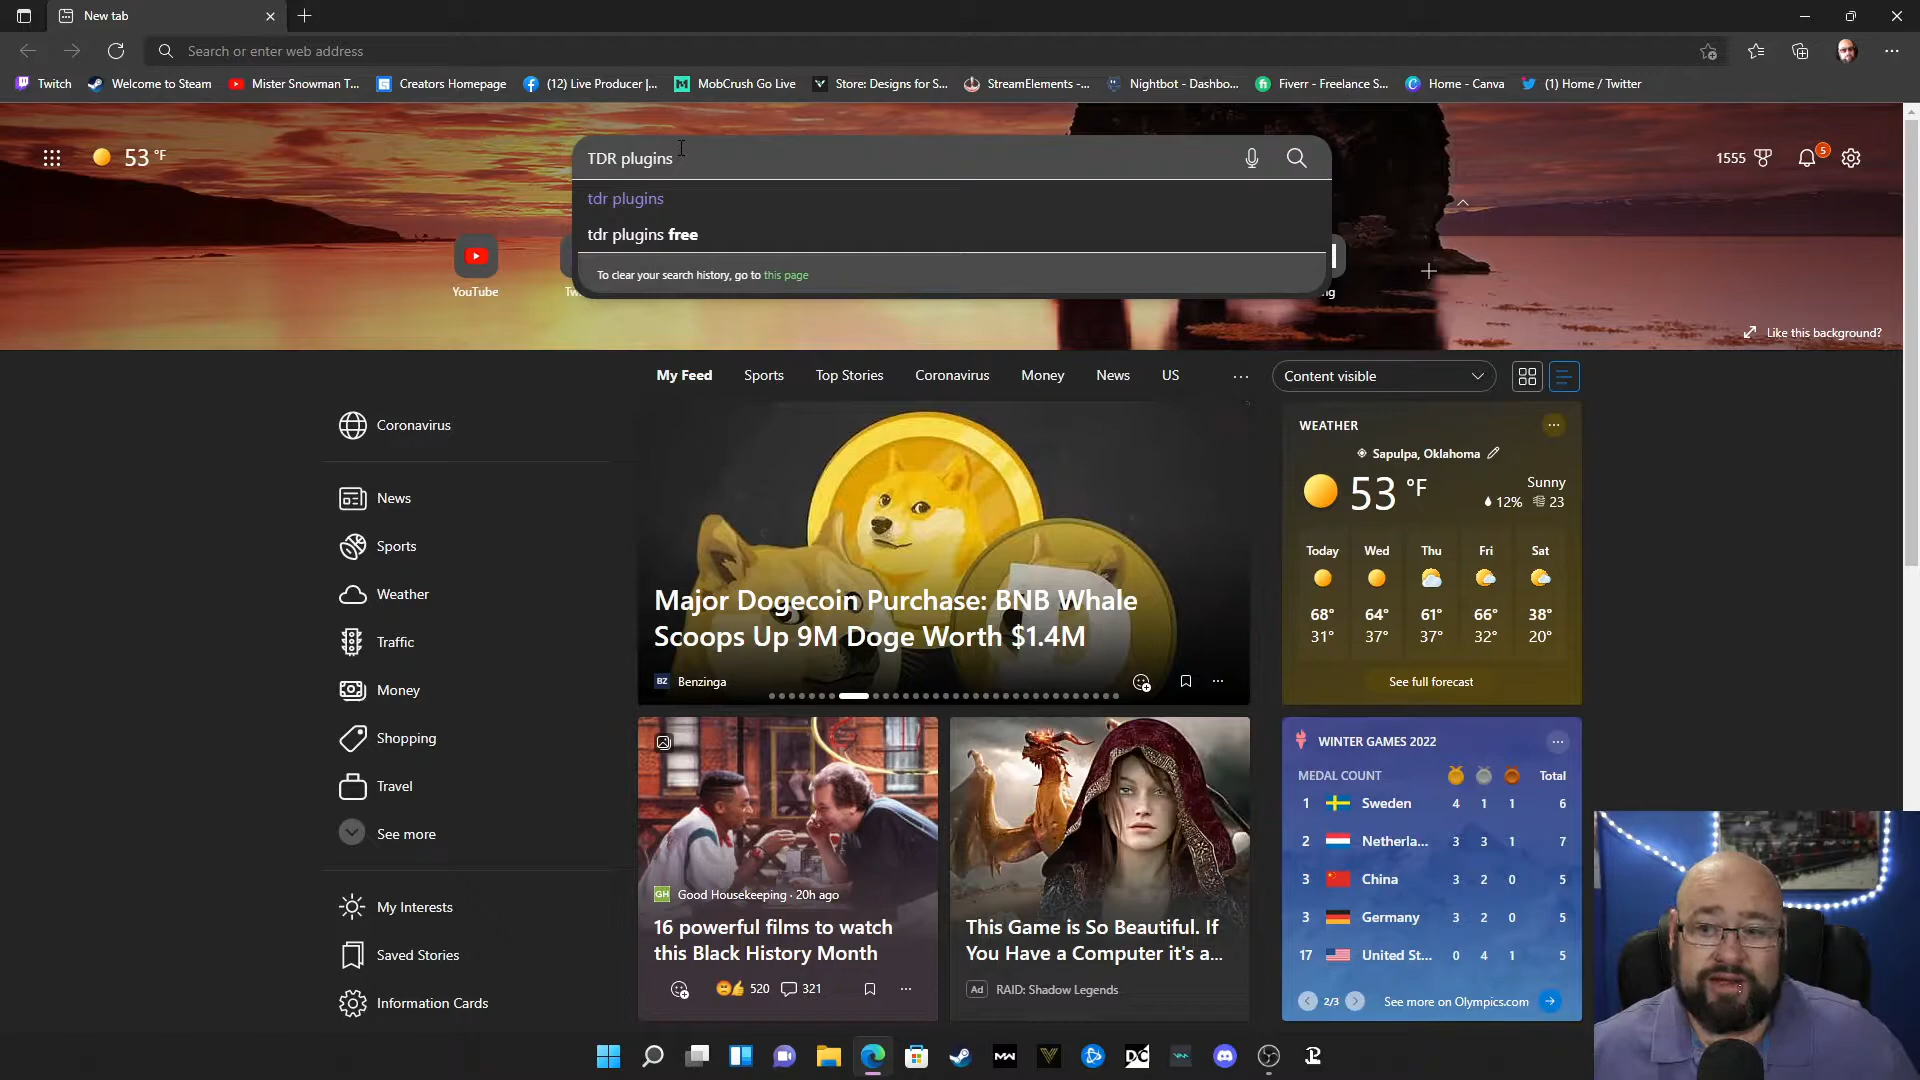 New tab
Search or enter web address
Twitch
Welcome to Steam
Mister Snowman T...
Creators Homepage
(12) Live Producer |...
MobCrush Go Live
Store: Designs for S...
StreamElements -...
Nightbot - Dashbo...
Fiverr - Freelance S...
Home - Canva
(1) Home / Twitter
53 °F
TDR plugins
1555
5
tdr plugins
tdr plugins free
To clear your search history, go to this page
YouTube
Like this background?
My Feed
Sports
Top Stories
Coronavirus
Money
News
US
...
Content visible
Coronavirus
News
Sports
Weather
Traffic
Money
Shopping
Travel
See more
My Interests
Saved Stories
Information Cards
Major Dogecoin Purchase: BNB Whale
Scoops Up 9M Doge Worth $1.4M
BZ Benzinga
GH Good Housekeeping · 20h ago
16 powerful films to watch
this Black History Month
520
321
This Game is So Beautiful. If
You Have a Computer it's a...
Ad RAID: Shadow Legends
WEATHER
Sapulpa, Oklahoma
53 °F
Sunny
12% 23
Today Wed Thu Fri Sat
68° 64° 61° 66° 38°
31° 37° 37° 32° 20°
See full forecast
WINTER GAMES 2022
MEDAL COUNT Total
1 Sweden 4 1 1 6
2 Netherla... 3 3 1 7
3 China 3 2 0 5
3 Germany 3 2 0 5
17 United St... 0 4 1 5
2/3
See more on Olympics.com
MW
DC